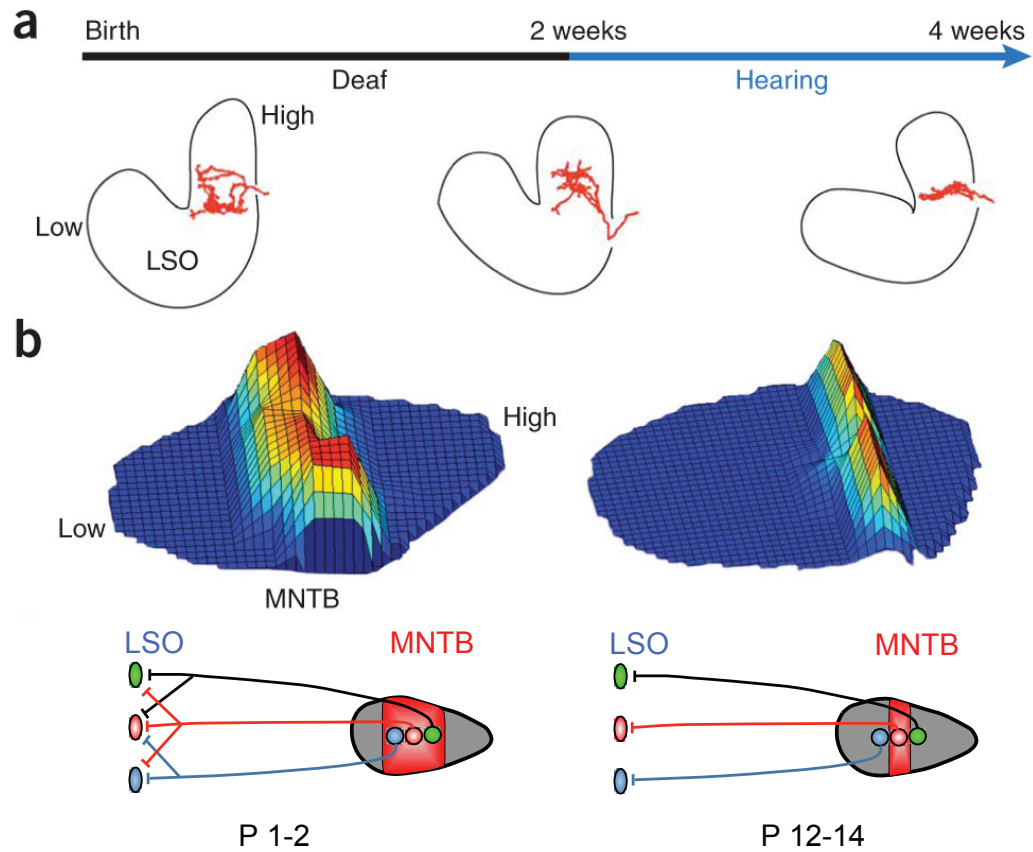 a
Birth 2 weeks 4 weeks
Deaf Hearing
High
Low
LSO
b
High
Low
MNTB
LSO MNTB LSO MNTB
P 1-2 P 12-14